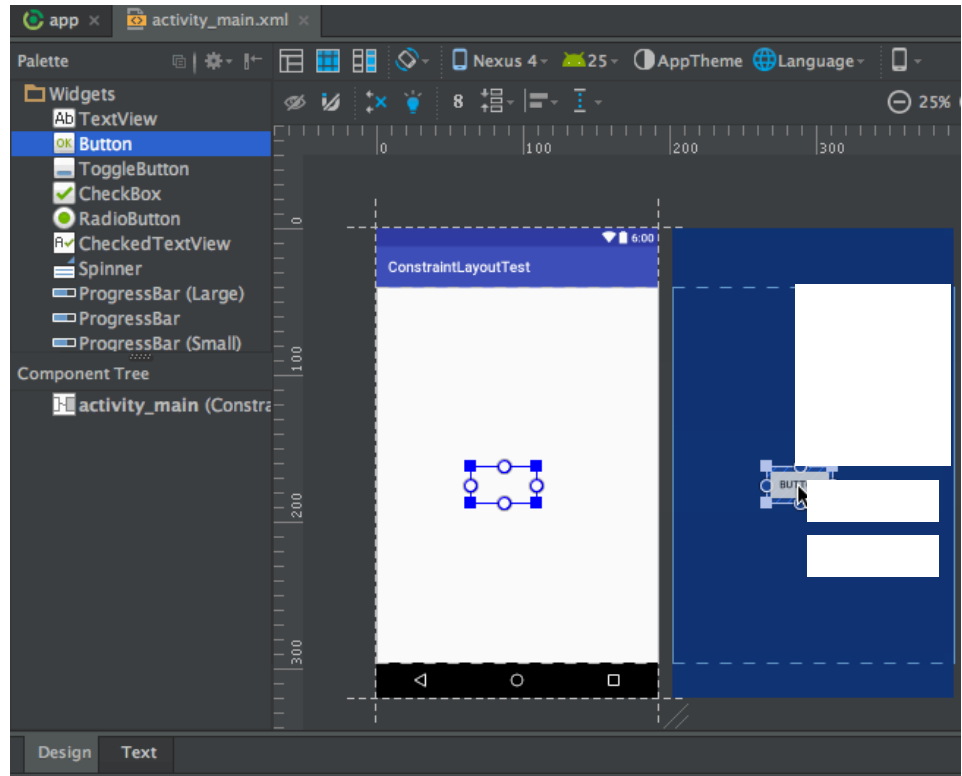 app × activity_main.xml ×
Palette Nexus 4 25 AppTheme Language
8 25%
Widgets
Ab TextView
OK Button
ToggleButton
CheckBox
RadioButton
A CheckedTextView
Spinner
ProgressBar (Large)
ProgressBar
ProgressBar (Small)
Component Tree
activity_main (Constra
0 100 200 300
0
100
200
300
6:00
ConstraintLayoutTest
Design Text